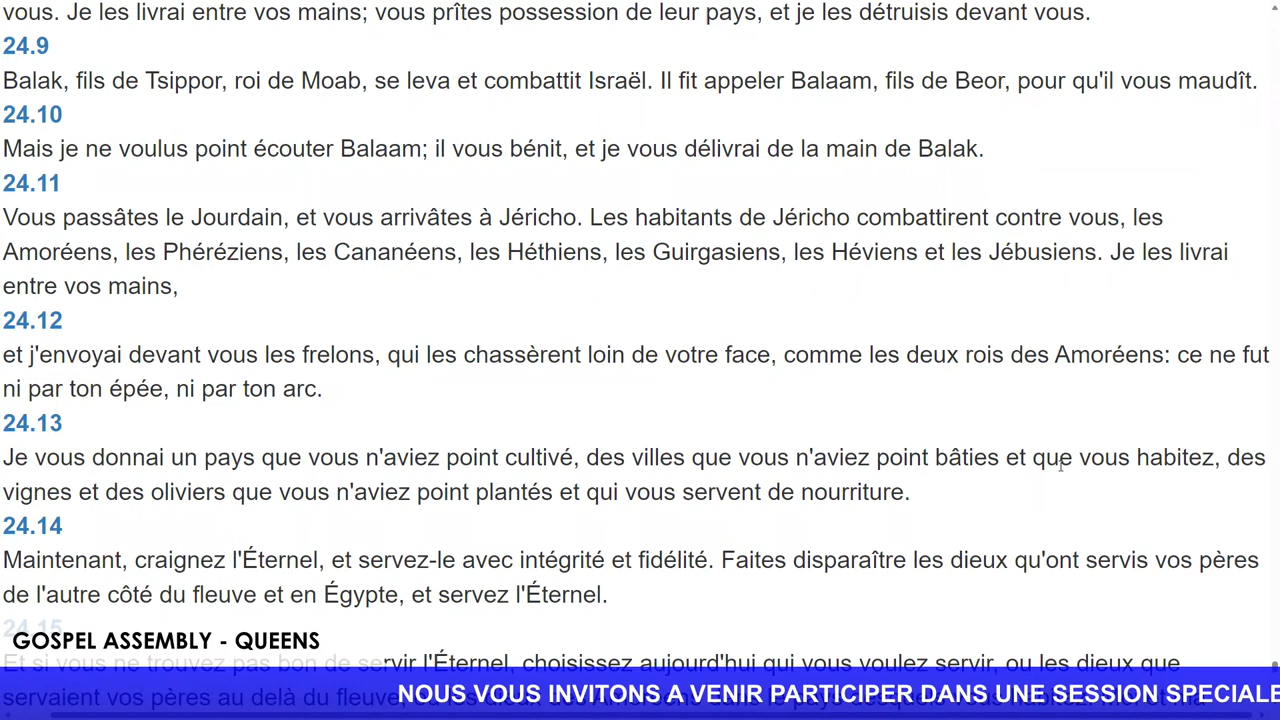 vous. Je les livrai entre vos mains; vous prîtes possession de leur pays, et je les détruisis devant vous.
24.9
Balak, fils de Tsippor, roi de Moab, se leva et combattit Israël. Il fit appeler Balaam, fils de Beor, pour qu'il vous maudît.
24.10
Mais je ne voulus point écouter Balaam; il vous bénit, et je vous délivrai de la main de Balak.
24.11
Vous passâtes le Jourdain, et vous arrivâtes à Jéricho. Les habitants de Jéricho combattirent contre vous, les
Amoréens, les Phéréziens, les Cananéens, les Héthiens, les Guirgasiens, les Héviens et les Jébusiens. Je les livrai
entre vos mains,
24.12
et j'envoyai devant vous les frelons, qui les chassèrent loin de votre face, comme les deux rois des Amoréens: ce ne fut
ni par ton épée, ni par ton arc.
24.13
Je vous donnai un pays que vous n'aviez point cultivé, des villes que vous n'aviez point bâties et que vous habitez, des
vignes et des oliviers que vous n'aviez point plantés et qui vous servent de nourriture.
24.14
Maintenant, craignez l'Éternel, et servez-le avec intégrité et fidélité. Faites disparaître les dieux qu'ont servis vos pères
de l'autre côté du fleuve et en Égypte, et servez l'Éternel.
24.15
GOSPEL ASSEMBLY - QUEENS
Et si vous ne trouvez pas bon de servir l'Éternel, choisissez aujourd'hui qui vous voulez servir, ou les dieux que
servaient vos pères au delà du fleuve,
NOUS VOUS INVITONS A VENIR PARTICIPER DANS UNE SESSION SPECIALE